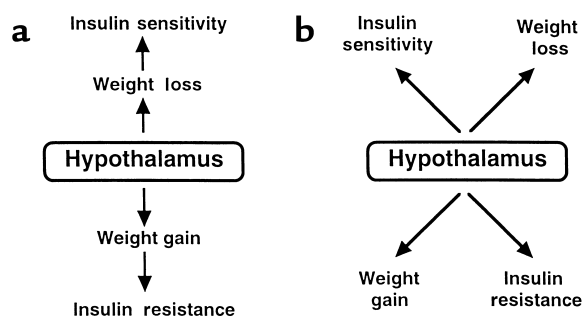 a
Insulin sensitivity
Weight loss
Hypothalamus
Weight gain
Insulin resistance
b
Insulin
sensitivity
Weight
loss
Hypothalamus
Weight
gain
Insulin
resistance